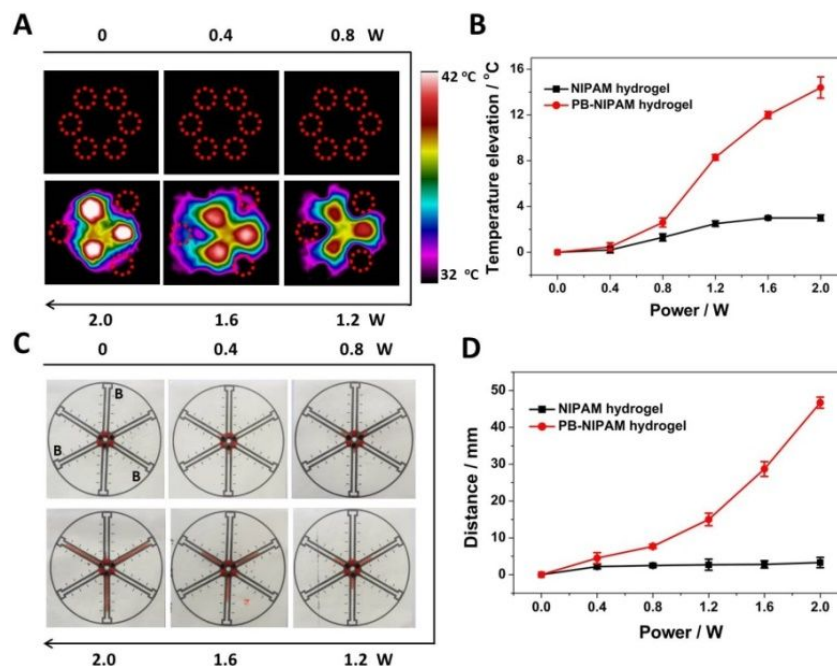 A
0 0.4 0.8 W
42 °C
32 °C
2.0 1.6 1.2 W
B
Temperature elevation / °C
16
12
8
4
0
NIPAM hydrogel
PB-NIPAM hydrogel
0.0 0.4 0.8 1.2 1.6 2.0
Power / W
C
0 0.4 0.8 W
B
B
B
2.0 1.6 1.2 W
D
Distance / mm
50
40
30
20
10
0
NIPAM hydrogel
PB-NIPAM hydrogel
0.0 0.4 0.8 1.2 1.6 2.0
Power / W